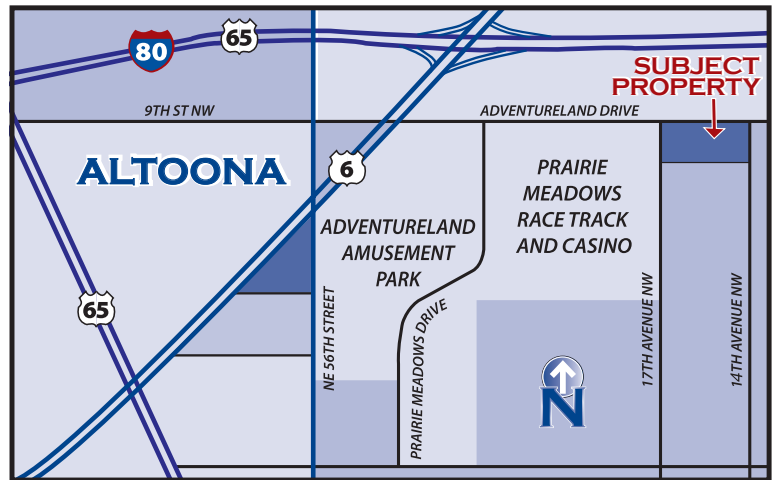 65
80
SUBJECT
PROPERTY
9TH ST NW
ADVENTURELAND DRIVE
ALTOONA
6
PRAIRIE
MEADOWS
RACE TRACK
AND CASINO
ADVENTURELAND
AMUSEMENT
PARK
65
NE 56TH STREET
PRAIRIE MEADOWS DRIVE
17TH AVENUE NW
14TH AVENUE NW
N